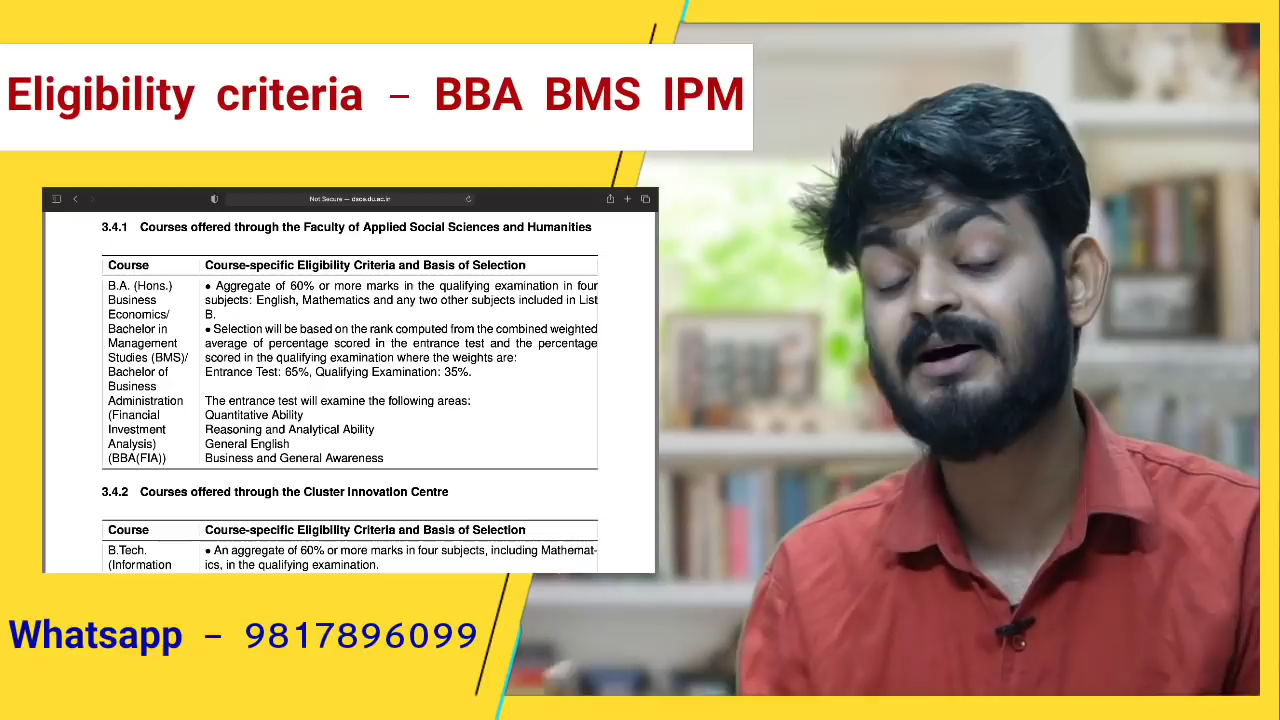 Eligibility criteria – BBA BMS IPM
Not Secure — dsce.du.ac.in
3.4.1 Courses offered through the Faculty of Applied Social Sciences and Humanities
Course
Course-specific Eligibility Criteria and Basis of Selection
B.A. (Hons.)
Business
Economics/
Bachelor in
Management
Studies (BMS)/
Bachelor of
Business
Administration
(Financial
Investment
Analysis)
(BBA(FIA))
• Aggregate of 60% or more marks in the qualifying examination in four
subjects: English, Mathematics and any two other subjects included in List
B.
• Selection will be based on the rank computed from the combined weighted
average of percentage scored in the entrance test and the percentage
scored in the qualifying examination where the weights are:
Entrance Test: 65%, Qualifying Examination: 35%.
The entrance test will examine the following areas:
Quantitative Ability
Reasoning and Analytical Ability
General English
Business and General Awareness
3.4.2 Courses offered through the Cluster Innovation Centre
Course
Course-specific Eligibility Criteria and Basis of Selection
B.Tech.
(Information
• An aggregate of 60% or more marks in four subjects, including Mathemat-
ics, in the qualifying examination.
Whatsapp – 9817896099